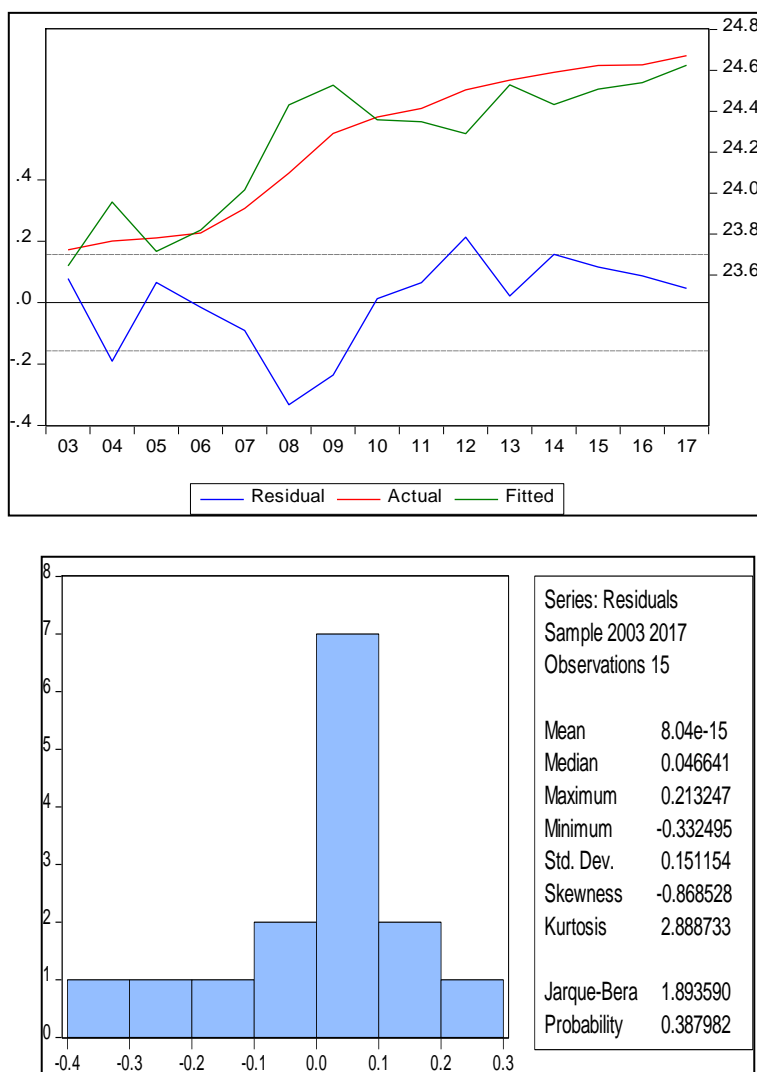 24.8
24.6
24.4
24.2
24.0
23.8
23.6
.4
.2
.0
-.2
-.4
03 04 05 06 07 08 09 10 11 12 13 14 15 16 17
Residual Actual Fitted
8
7
6
5
4
3
2
1
0
-0.4 -0.3 -0.2 -0.1 0.0 0.1 0.2 0.3
Series: Residuals
Sample 2003 2017
Observations 15
Mean 8.04e-15
Median 0.046641
Maximum 0.213247
Minimum -0.332495
Std. Dev. 0.151154
Skewness -0.868528
Kurtosis 2.888733
Jarque-Bera 1.893590
Probability 0.387982